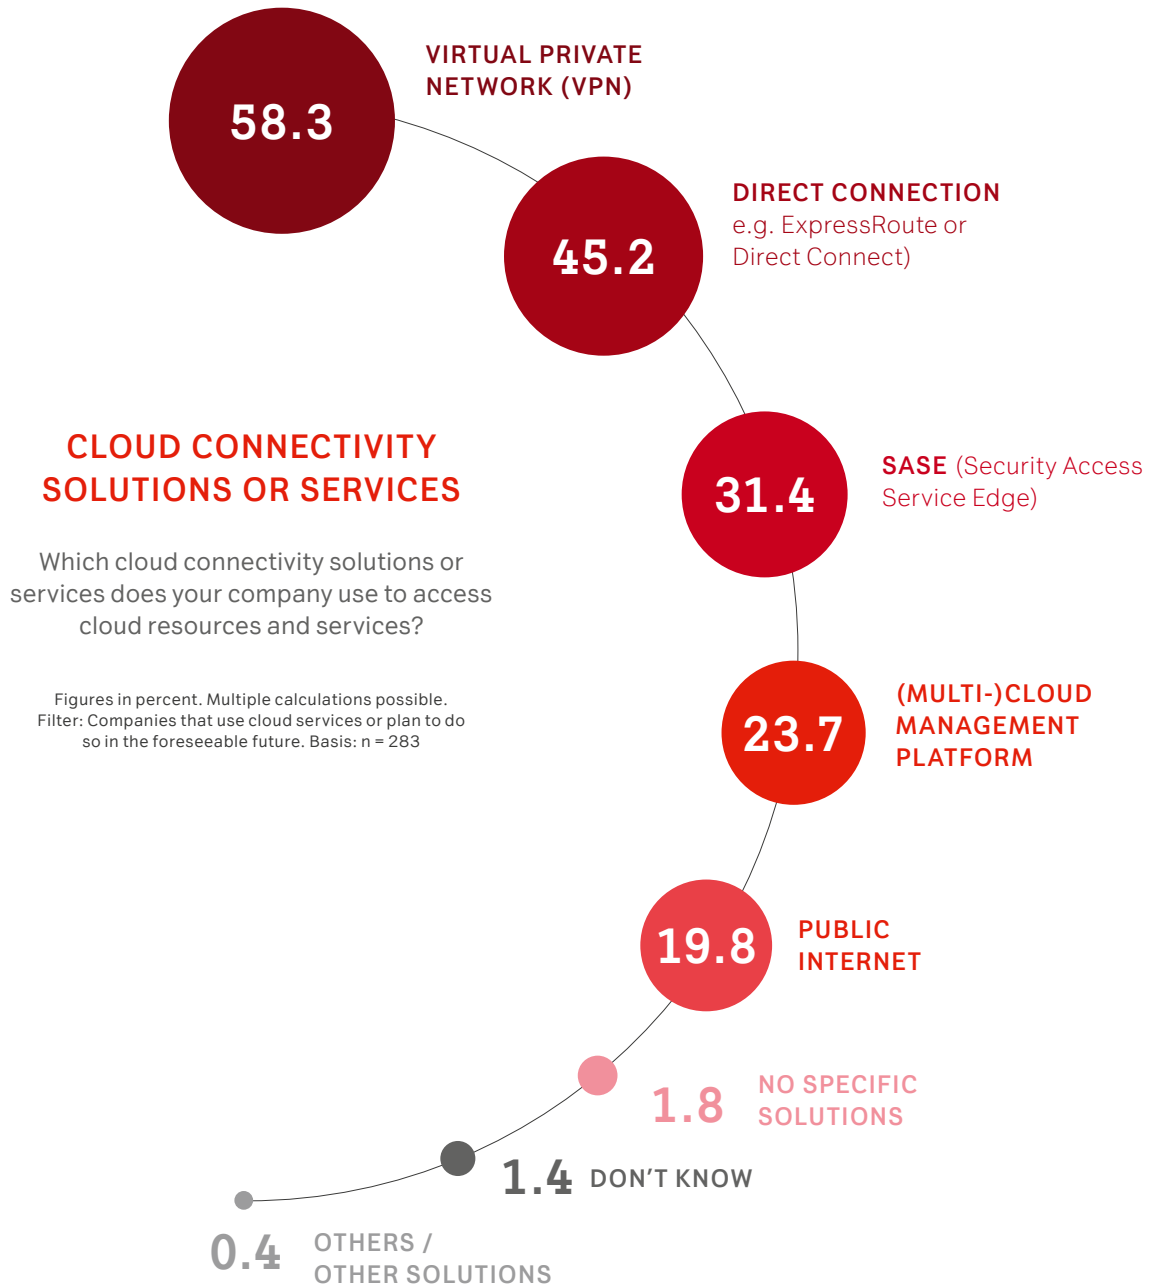 58.3
VIRTUAL PRIVATE
NETWORK (VPN)
45.2
DIRECT CONNECTION
e.g. ExpressRoute or
Direct Connect)
31.4
SASE (Security Access
Service Edge)
CLOUD CONNECTIVITY
SOLUTIONS OR SERVICES
Which cloud connectivity solutions or
services does your company use to access
cloud resources and services?
Figures in percent. Multiple calculations possible.
Filter: Companies that use cloud services or plan to do
so in the foreseeable future. Basis: n = 283
23.7
(MULTI-)CLOUD
MANAGEMENT
PLATFORM
19.8
PUBLIC
INTERNET
1.8
NO SPECIFIC
SOLUTIONS
1.4 DON'T KNOW
0.4
OTHERS /
OTHER SOLUTIONS